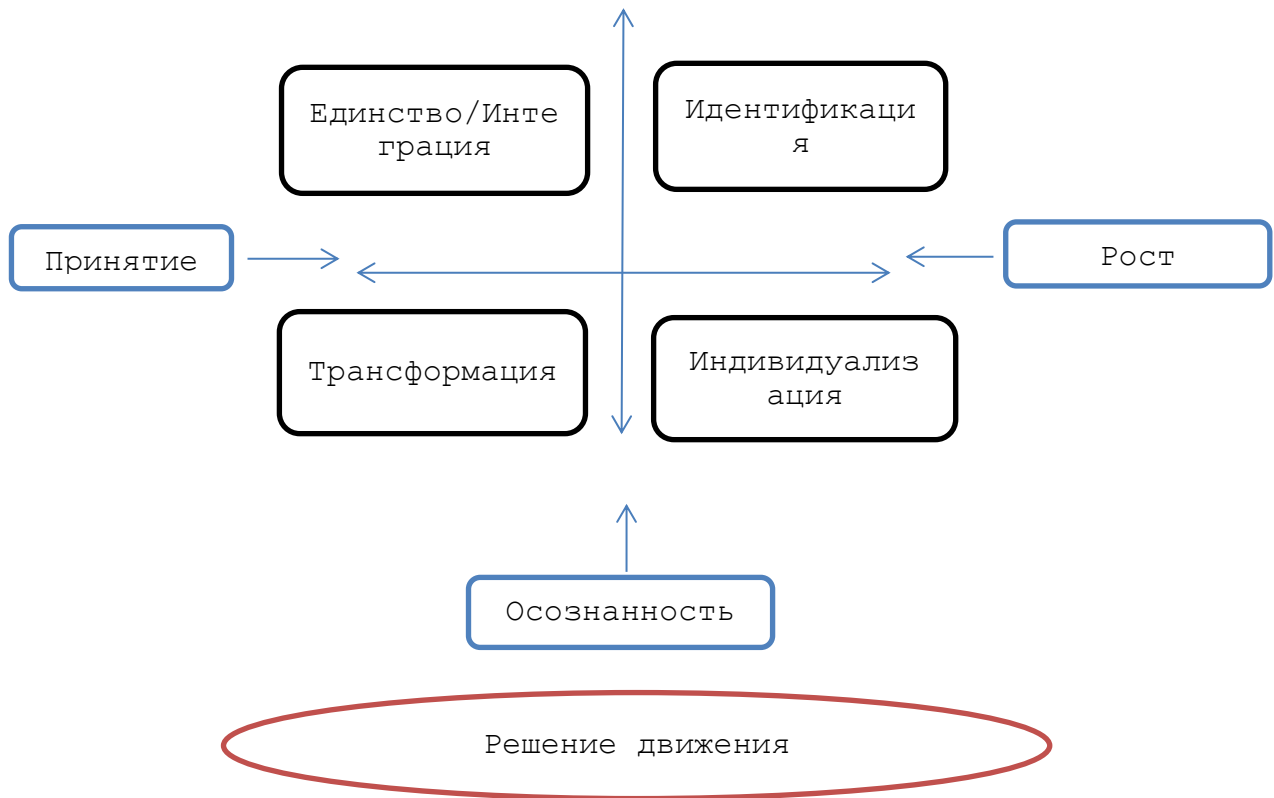 Единство/Инте
грация
Идентификаци
я
Принятие
Рост
Трансформация
Индивидуализ
ация
Осознанность
Решение движения